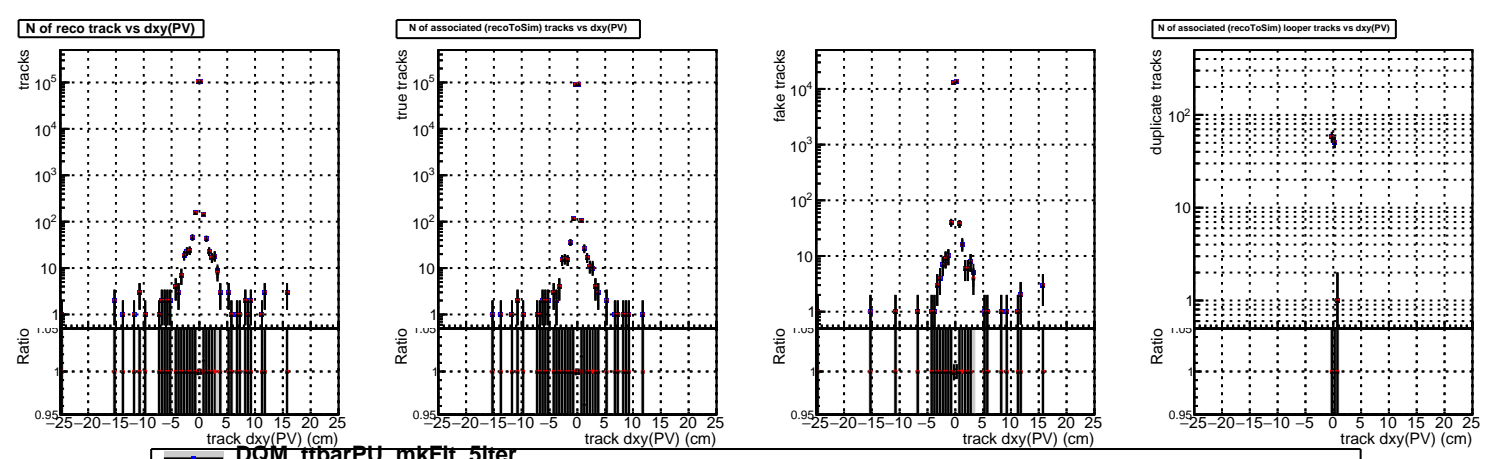 N of reco track vs dxy(PV)
tracks
10^5
10^4
10^3
10^2
10
1
1.05
Ratio
1
0.95
−25 −20 −15 −10 −5 0 5 10 15 20 25
track dxy(PV) (cm)
N of associated (recoToSim) tracks vs dxy(PV)
true tracks
10^5
10^4
10^3
10^2
10
1
1.05
Ratio
1
0.95
−25 −20 −15 −10 −5 0 5 10 15 20 25
track dxy(PV) (cm)
fake tracks
10^4
10^3
10^2
10
1
1.05
Ratio
1
0.95
−25 −20 −15 −10 −5 0 5 10 15 20 25
track dxy(PV) (cm)
N of associated (recoToSim) looper tracks vs dxy(PV)
duplicate tracks
10^2
10
1
1.05
Ratio
1
0.95
−25 −20 −15 −10 −5 0 5 10 15 20 25
track dxy(PV) (cm)
DQM_ttbarPU_mkFit_5iter